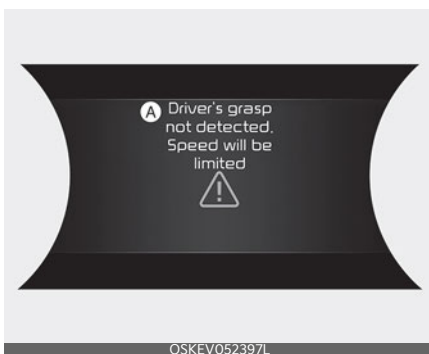 A Driver's grasp
not detected.
Speed will be
limited
OSKEV052397L